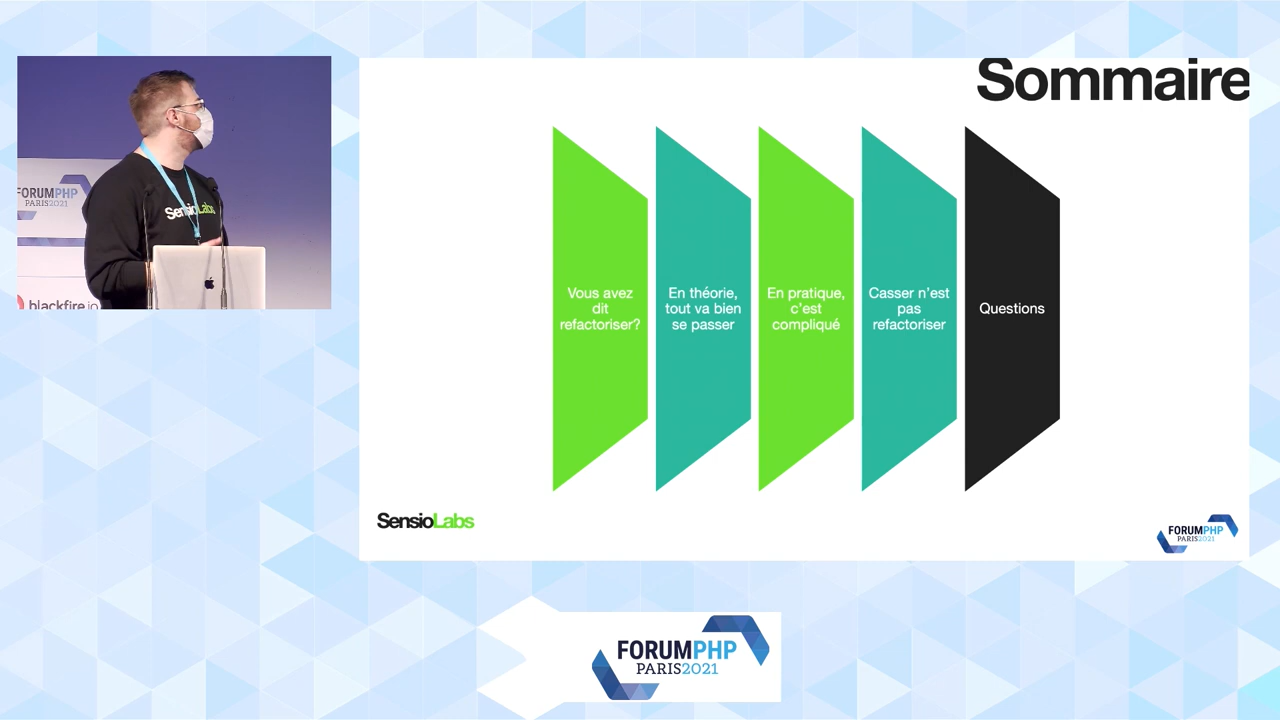 Sommaire
FORUMPHP
PARIS2021
SensioLabs
blackfire.io
Vous avez
dit
refactoriser?
En théorie,
tout va bien
se passer
En pratique,
c'est
compliqué
Casser n'est
pas
refactoriser
Questions
SensioLabs
FORUMPHP
PARIS2021
FORUMPHP
PARIS2021